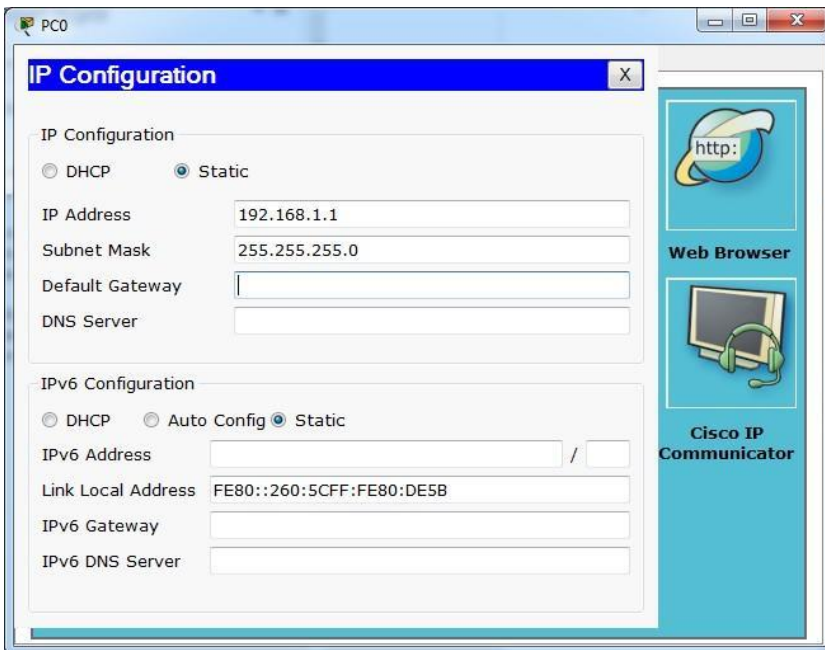 PC0
IP Configuration
X
IP Configuration
DHCP Static
IP Address 192.168.1.1
Subnet Mask 255.255.255.0
Default Gateway
DNS Server
IPv6 Configuration
DHCP Auto Config Static
IPv6 Address /
Link Local Address FE80::260:5CFF:FE80:DE5B
IPv6 Gateway
IPv6 DNS Server
http:
Web Browser
Cisco IP
Communicator